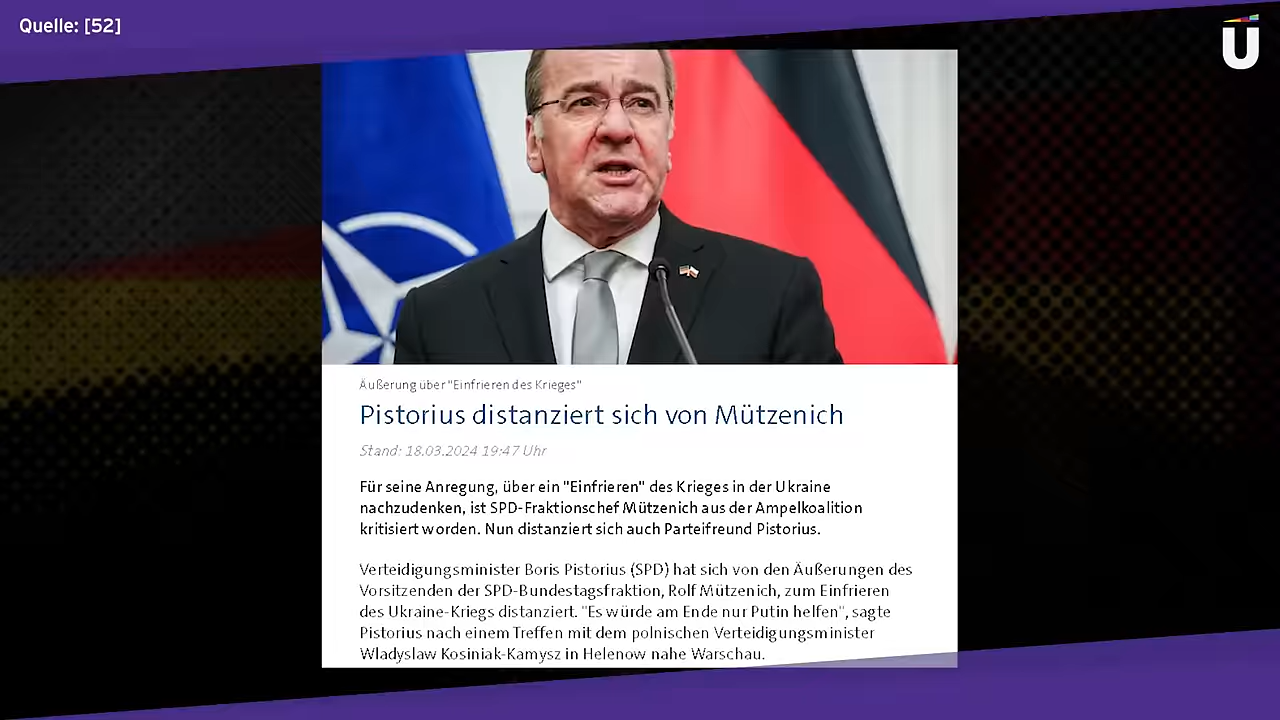 Quelle: [52]
Ü
Äußerung über "Einfrieren des Krieges"
Pistorius distanziert sich von Mützenich
Stand: 18.03.2024 19:47 Uhr
Für seine Anregung, über ein "Einfrieren" des Krieges in der Ukraine
nachzudenken, ist SPD-Fraktionschef Mützenich aus der Ampelkoalition
kritisiert worden. Nun distanziert sich auch Parteifreund Pistorius.
Verteidigungsminister Boris Pistorius (SPD) hat sich von den Äußerungen des
Vorsitzenden der SPD-Bundestagsfraktion, Rolf Mützenich, zum Einfrieren
des Ukraine-Kriegs distanziert. "Es würde am Ende nur Putin helfen", sagte
Pistorius nach einem Treffen mit dem polnischen Verteidigungsminister
Wladyslaw Kosiniak-Kamysz in Helenow nahe Warschau.